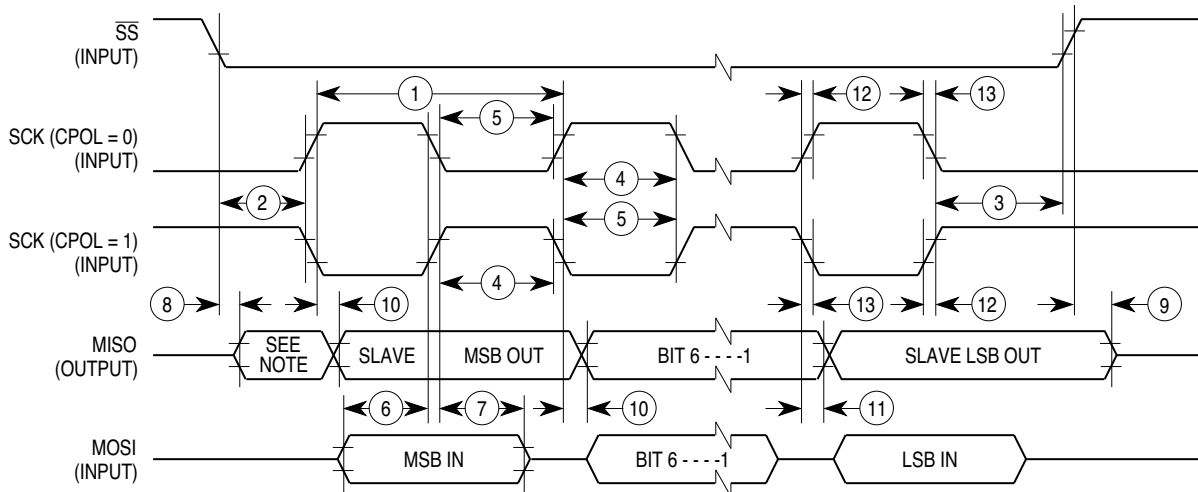 SS
(INPUT)
1
12
13
5
SCK (CPOL = 0)
(INPUT)
4
2
3
5
SCK (CPOL = 1)
(INPUT)
4
8
10
13
12
9
MISO
(OUTPUT)
SEE
NOTE
SLAVE
MSB OUT
BIT 6 - - - -1
SLAVE LSB OUT
6
7
10
11
MOSI
(INPUT)
MSB IN
BIT 6 - - - -1
LSB IN